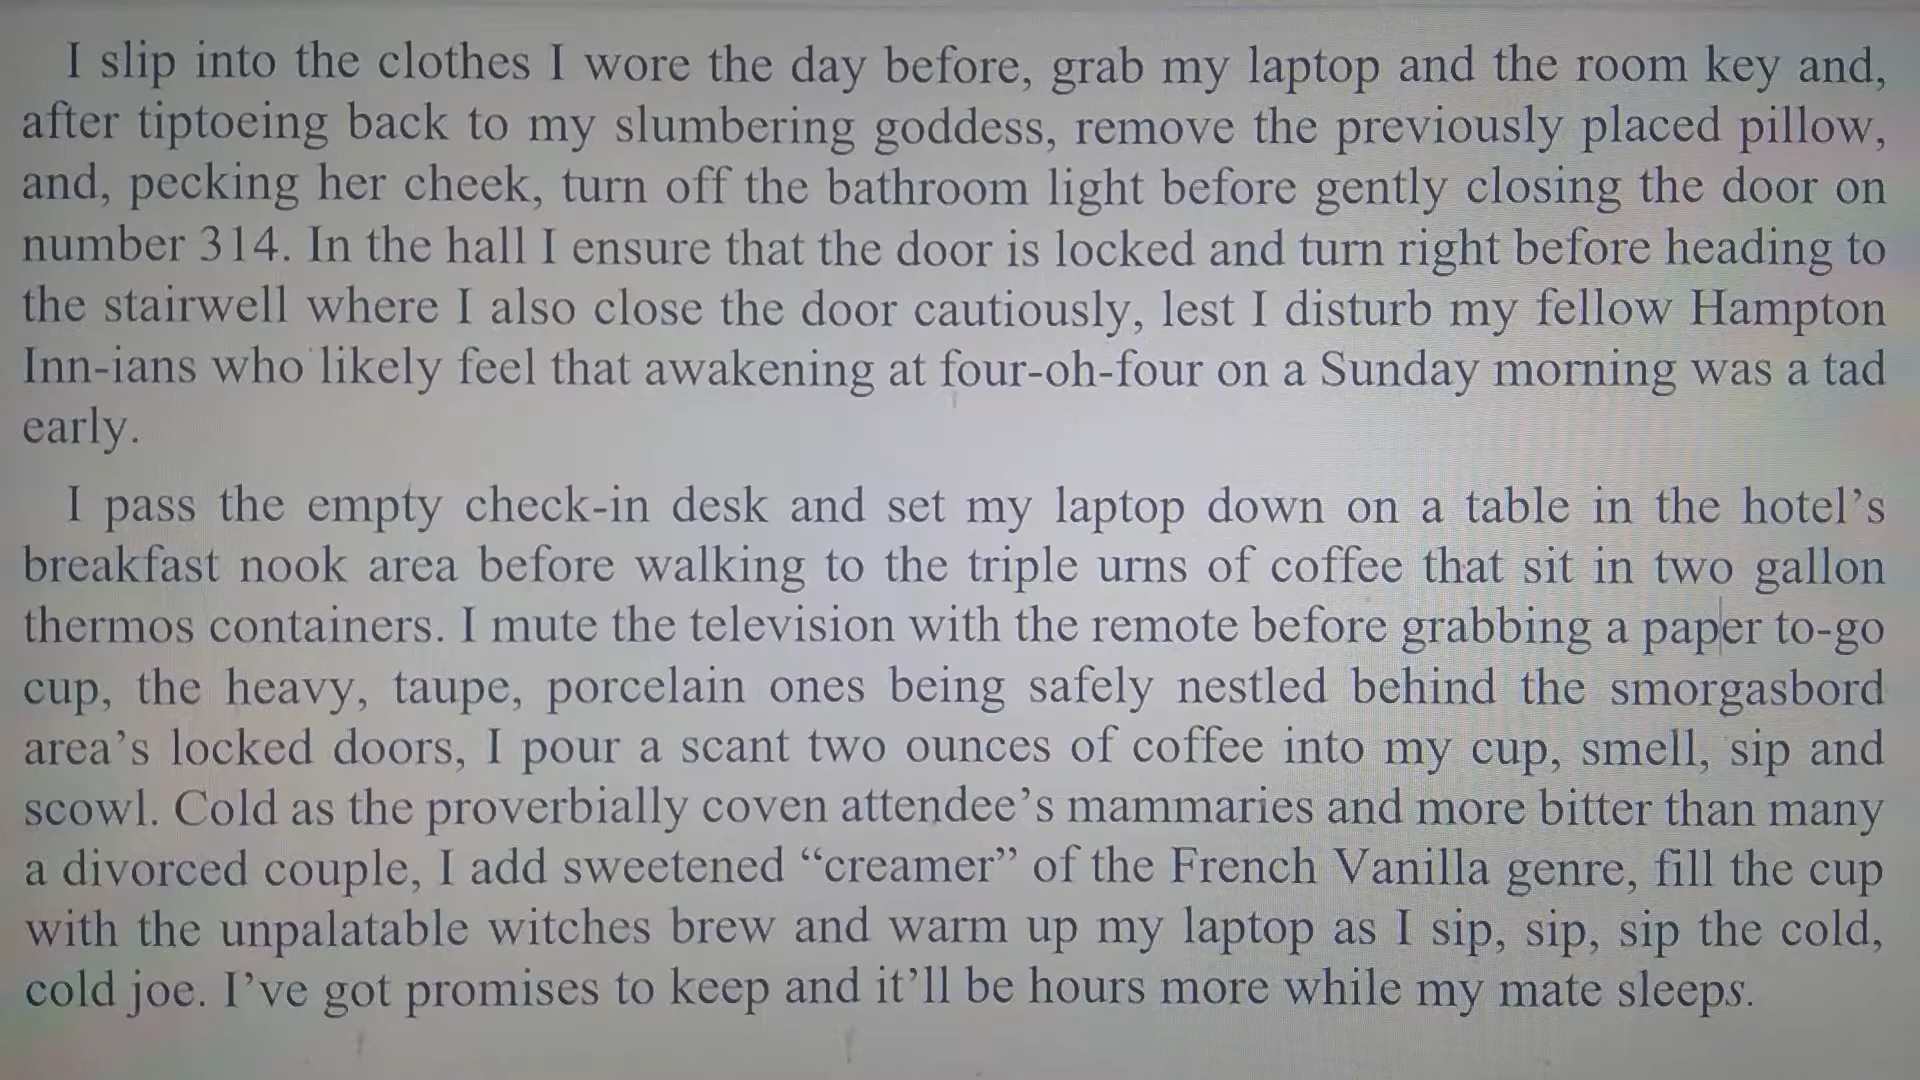 I slip into the clothes I wore the day before, grab my laptop and the room key and,
after tiptoeing back to my slumbering goddess, remove the previously placed pillow,
and, pecking her cheek, turn off the bathroom light before gently closing the door on
number 314. In the hall I ensure that the door is locked and turn right before heading to
the stairwell where I also close the door cautiously, lest I disturb my fellow Hampton
Inn-ians who likely feel that awakening at four-oh-four on a Sunday morning was a tad
early.
I pass the empty check-in desk and set my laptop down on a table in the hotel’s
breakfast nook area before walking to the triple urns of coffee that sit in two gallon
thermos containers. I mute the television with the remote before grabbing a paper to-go
cup, the heavy, taupe, porcelain ones being safely nestled behind the smorgasbord
area’s locked doors, I pour a scant two ounces of coffee into my cup, smell, sip and
scowl. Cold as the proverbially coven attendee’s mammaries and more bitter than many
a divorced couple, I add sweetened “creamer” of the French Vanilla genre, fill the cup
with the unpalatable witches brew and warm up my laptop as I sip, sip, sip the cold,
cold joe. I’ve got promises to keep and it’ll be hours more while my mate sleeps.